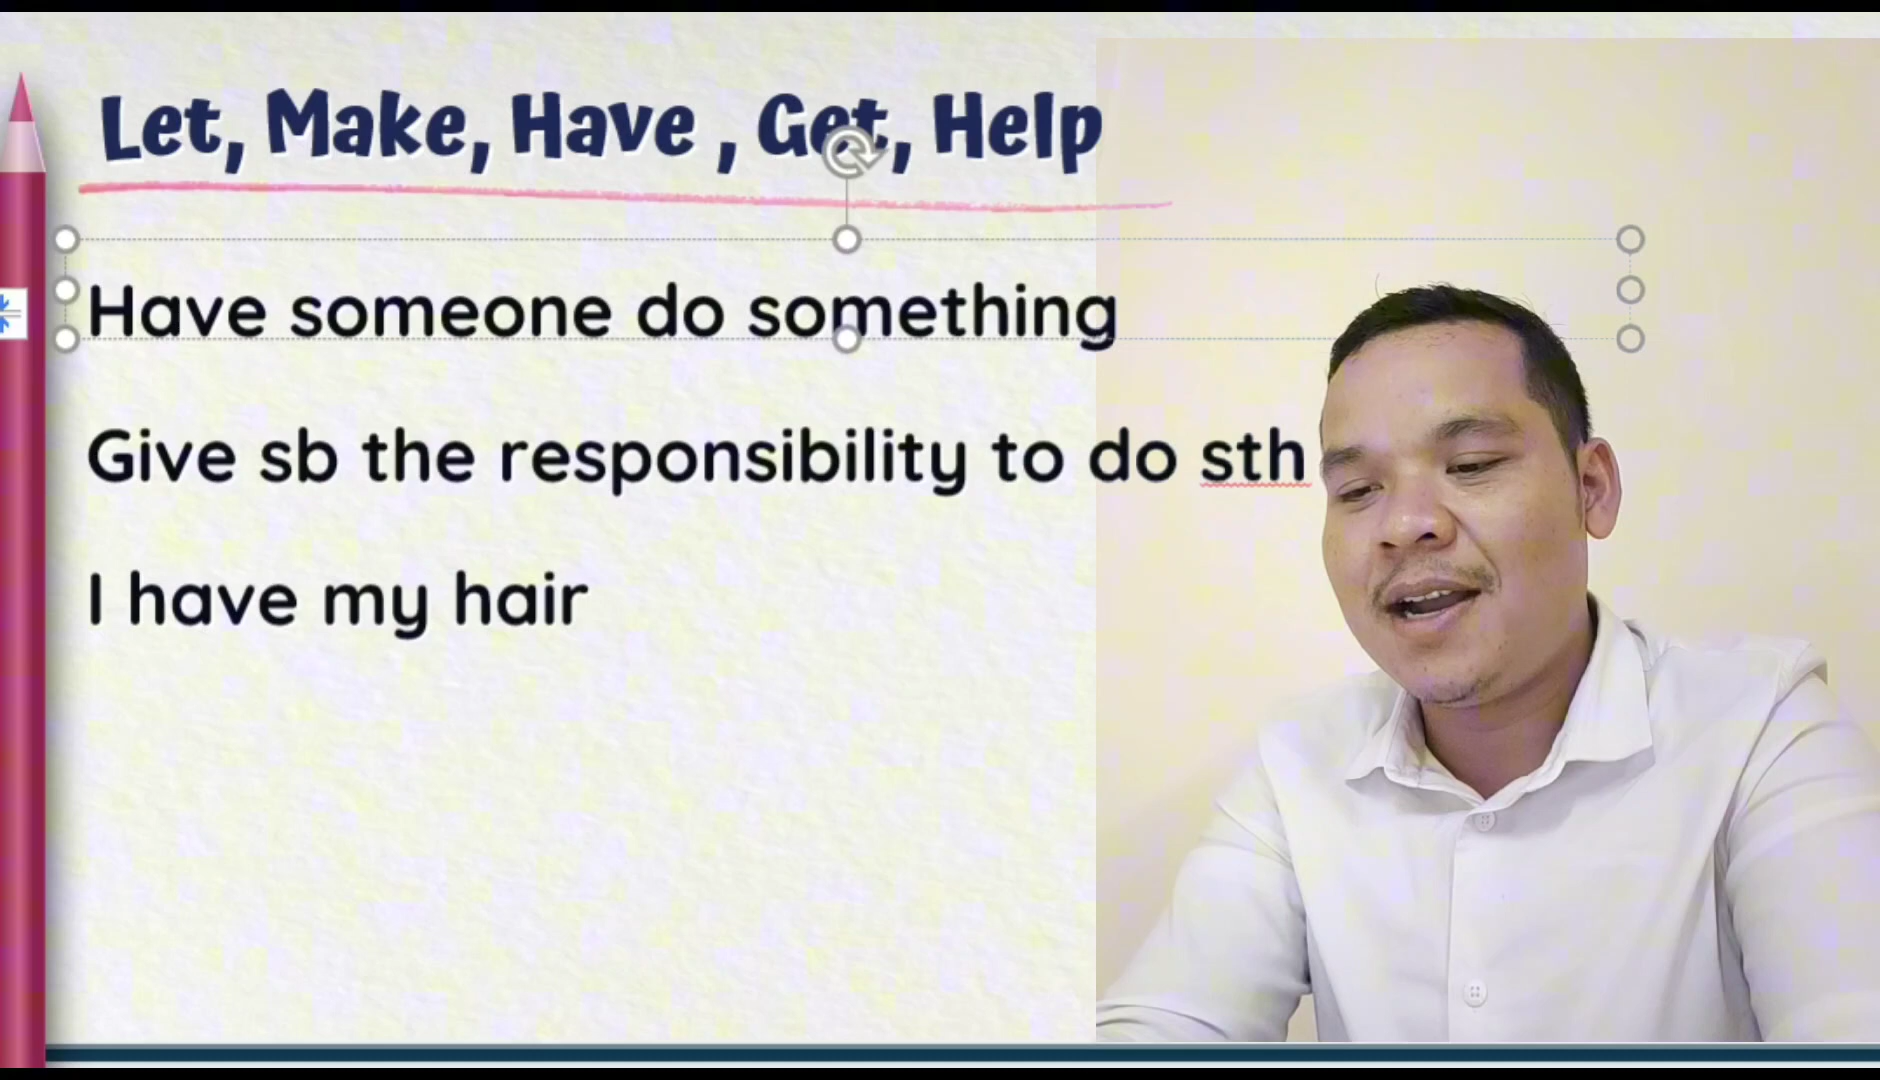 Let, Make, Have , Get, Help
Have someone do something
Give sb the responsibility to do sth
I have my hair